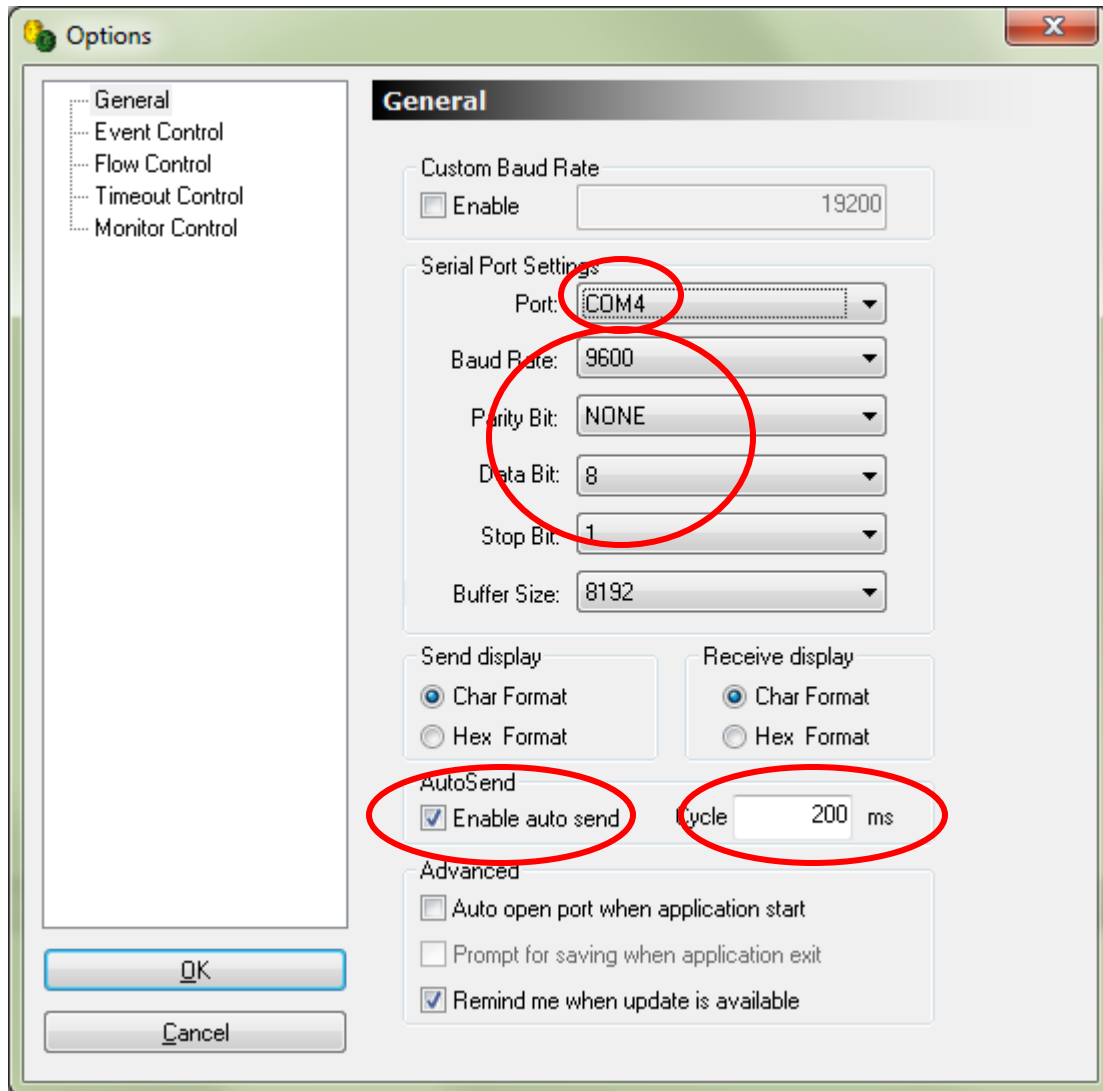 Options
General
Event Control
Flow Control
Timeout Control
Monitor Control
OK
Cancel
General
Custom Baud Rate
Enable 19200
Serial Port Settings
Port: COM4
Baud Rate: 9600
Parity Bit: NONE
Data Bit: 8
Stop Bit: 1
Buffer Size: 8192
Send display
Char Format
Hex Format
Receive display
Char Format
Hex Format
AutoSend
Enable auto send Cycle 200 ms
Advanced
Auto open port when application start
Prompt for saving when application exit
Remind me when update is available